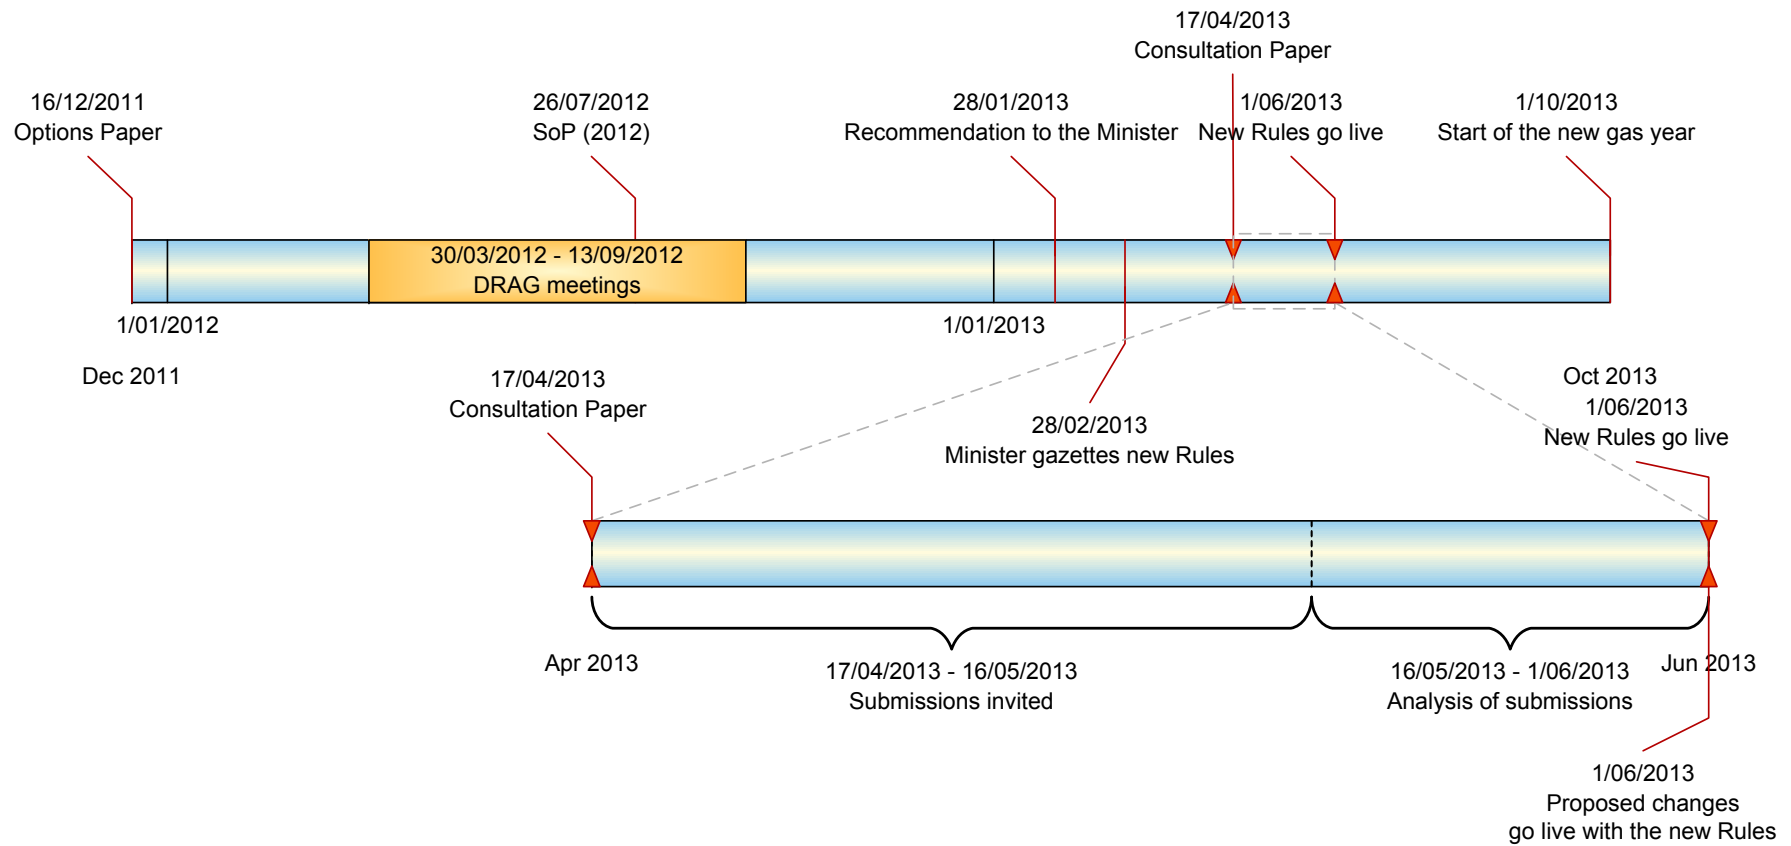 17/04/2013
Consultation Paper
16/12/2011
Options Paper
26/07/2012
SoP (2012)
28/01/2013
Recommendation to the Minister
1/06/2013
New Rules go live
1/10/2013
Start of the new gas year
30/03/2012 - 13/09/2012
DRAG meetings
1/01/2012
1/01/2013
Dec 2011
Oct 2013
17/04/2013
Consultation Paper
28/02/2013
Minister gazettes new Rules
1/06/2013
New Rules go live
Apr 2013
17/04/2013 - 16/05/2013
Submissions invited
16/05/2013 - 1/06/2013
Analysis of submissions
Jun 2013
1/06/2013
Proposed changes
go live with the new Rules